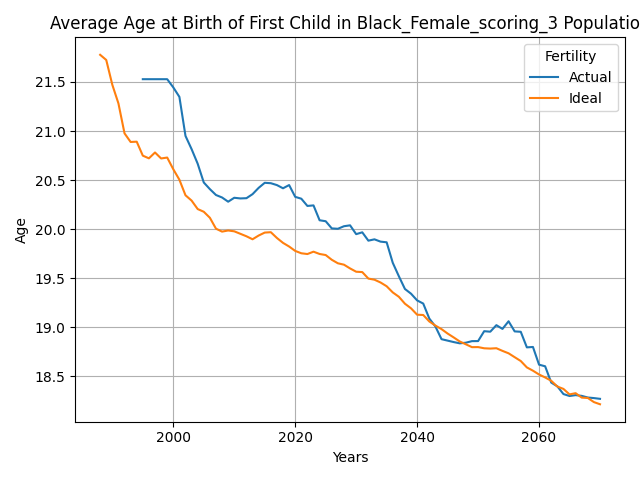 Average Age at Birth of First Child in Black_Female_scoring_3 Populatio
Fertility
Actual
Ideal
21.5
21.0
20.5
20.0
19.5
19.0
18.5
Age
2000
2020
2040
2060
Years